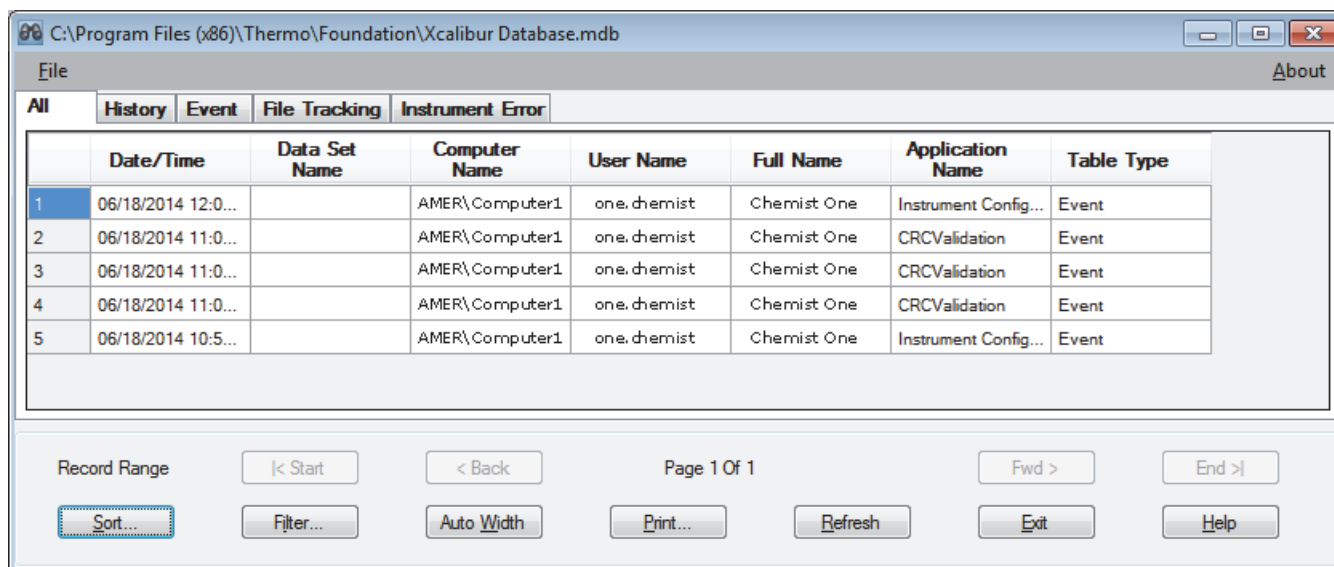 C:\Program Files (x86)\Thermo\Foundation\Xcalibur Database.mdb
File About
All History Event File Tracking Instrument Error
Date/Time Data Set Name Computer Name User Name Full Name Application Name Table Type
1 06/18/2014 12:0... AMER\Computer1 one.chemist Chemist One Instrument Config... Event
2 06/18/2014 11:0... AMER\Computer1 one.chemist Chemist One CRCValidation Event
3 06/18/2014 11:0... AMER\Computer1 one.chemist Chemist One CRCValidation Event
4 06/18/2014 11:0... AMER\Computer1 one.chemist Chemist One CRCValidation Event
5 06/18/2014 10:5... AMER\Computer1 one.chemist Chemist One Instrument Config... Event
Record Range |< Start < Back Page 1 Of 1 Fwd > End >|
Sort... Filter... Auto Width Print... Refresh Exit Help